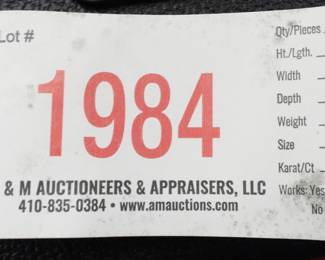 Lot #
1984
& M AUCTIONEERS & APPRAISERS, LLC
410-835-0384 • www.amauctions.com
Qty/Pieces
Ht./Lgth.
Width
Depth
Weight
Size
Karat/Ct
Works: Yes
No